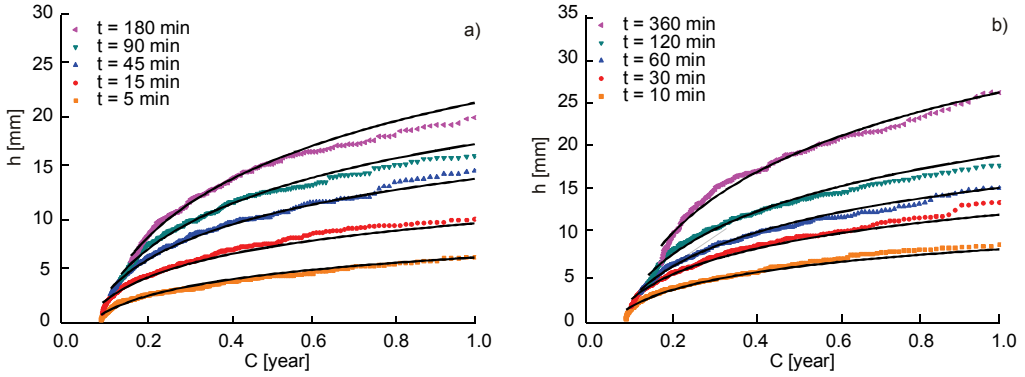 30
25
20
15
10
5
0
h [mm]
t = 180 min
t = 90 min
t = 45 min
t = 15 min
t = 5 min
a)
0.0 0.2 0.4 0.6 0.8 1.0
C [year]
35
30
25
20
15
10
5
0
h [mm]
t = 360 min
t = 120 min
t = 60 min
t = 30 min
t = 10 min
b)
0.0 0.2 0.4 0.6 0.8 1.0
C [year]